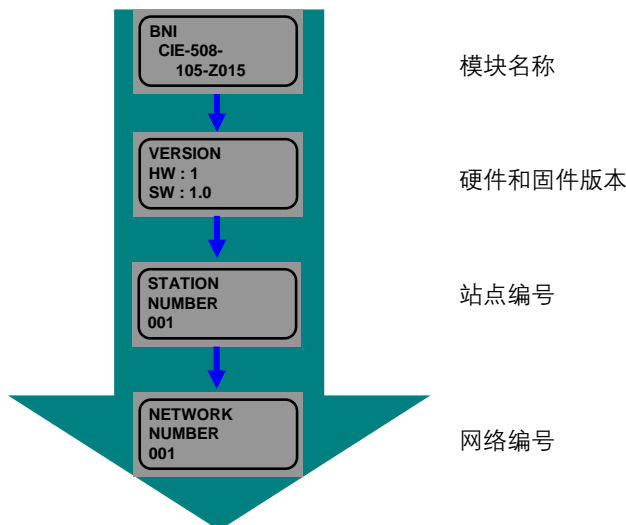 BNI
CIE-508-
105-Z015
模块名称
VERSION
HW : 1
SW : 1.0
硬件和固件版本
STATION
NUMBER
001
站点编号
NETWORK
NUMBER
001
网络编号